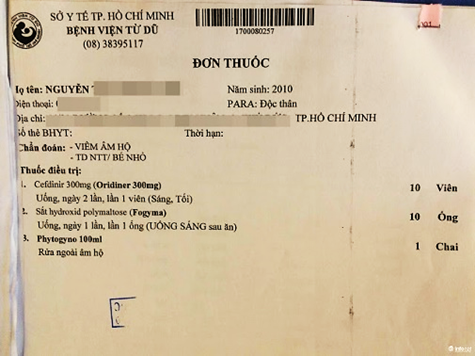 SỞ Y TẾ TP. HỒ CHÍ MINH
BỆNH VIỆN TỪ DŨ
(08) 38395117
1700080257
ĐƠN THUỐC
Họ tên: NGUYỄN Năm sinh: 2010
Điện thoại: PARA: Độc thân
Địa chỉ: TP.HỒ CHÍ MINH
Số thẻ BHYT: Thời hạn:
Chẩn đoán: - VIÊM ÂM HỘ
- TD NTT/ BÉ NHỎ
Thuốc điều trị:
1. Cefdinir 300mg (Oridiner 300mg) 10 Viên
Uống, ngày 2 lần, lần 1 viên (Sáng, Tối)
2. Sắt hydroxid polymaltose (Fogyma) 10 Ống
Uống, ngày 1 lần, lần 1 ống (UỐNG SÁNG sau ăn)
3. Phytogyno 100ml 1 Chai
Rửa ngoài âm hộ